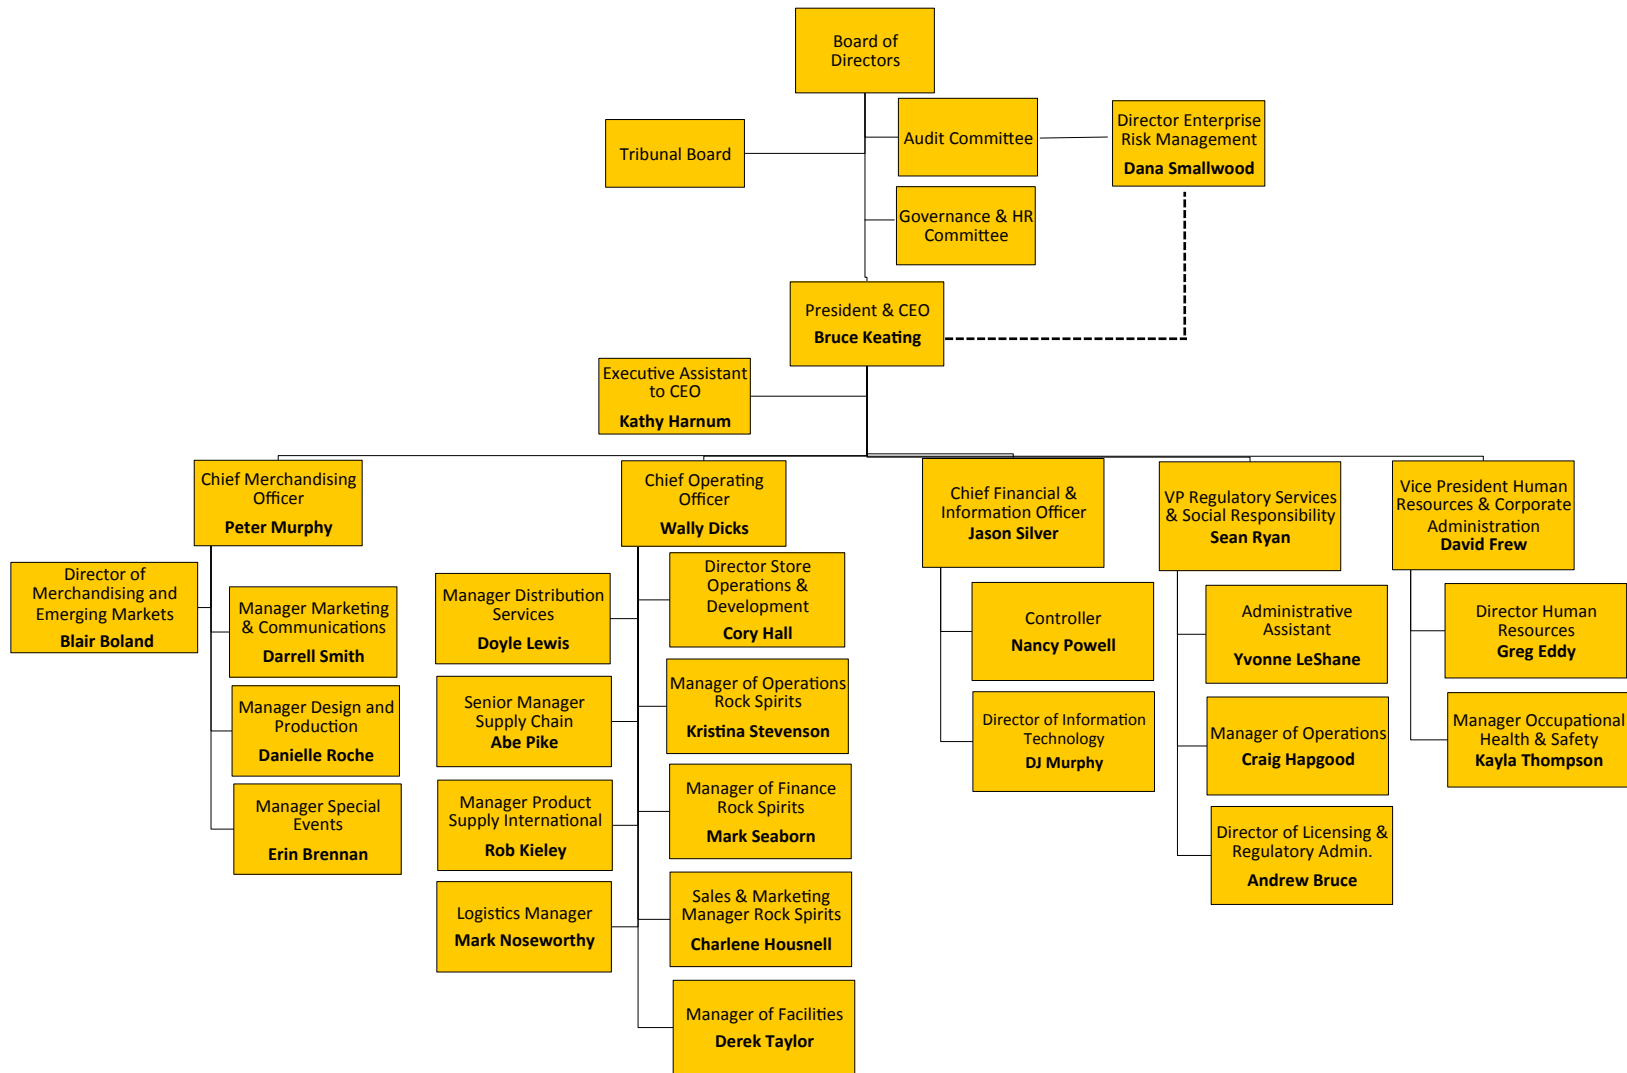 Board of
Directors
Tribunal Board
Audit Committee
Director Enterprise
Risk Management
Dana Smallwood
Governance & HR
Committee
President & CEO
Bruce Keating
Executive Assistant
to CEO
Kathy Harnum
Chief Merchandising
Officer
Peter Murphy
Director of
Merchandising and
Emerging Markets
Blair Boland
Manager Marketing
& Communications
Darrell Smith
Manager Design and
Production
Danielle Roche
Manager Special
Events
Erin Brennan
Chief Operating
Officer
Wally Dicks
Manager Distribution
Services
Doyle Lewis
Senior Manager
Supply Chain
Abe Pike
Manager Product
Supply International
Rob Kieley
Logistics Manager
Mark Noseworthy
Director Store
Operations &
Development
Cory Hall
Manager of Operations
Rock Spirits
Kristina Stevenson
Manager of Finance
Rock Spirits
Mark Seaborn
Sales & Marketing
Manager Rock Spirits
Charlene Housnell
Manager of Facilities
Derek Taylor
Chief Financial &
Information Officer
Jason Silver
Controller
Nancy Powell
Director of Information
Technology
DJ Murphy
VP Regulatory Services
& Social Responsibility
Sean Ryan
Administrative
Assistant
Yvonne LeShane
Manager of Operations
Craig Hapgood
Director of Licensing &
Regulatory Admin.
Andrew Bruce
Vice President Human
Resources & Corporate
Administration
David Frew
Director Human
Resources
Greg Eddy
Manager Occupational
Health & Safety
Kayla Thompson